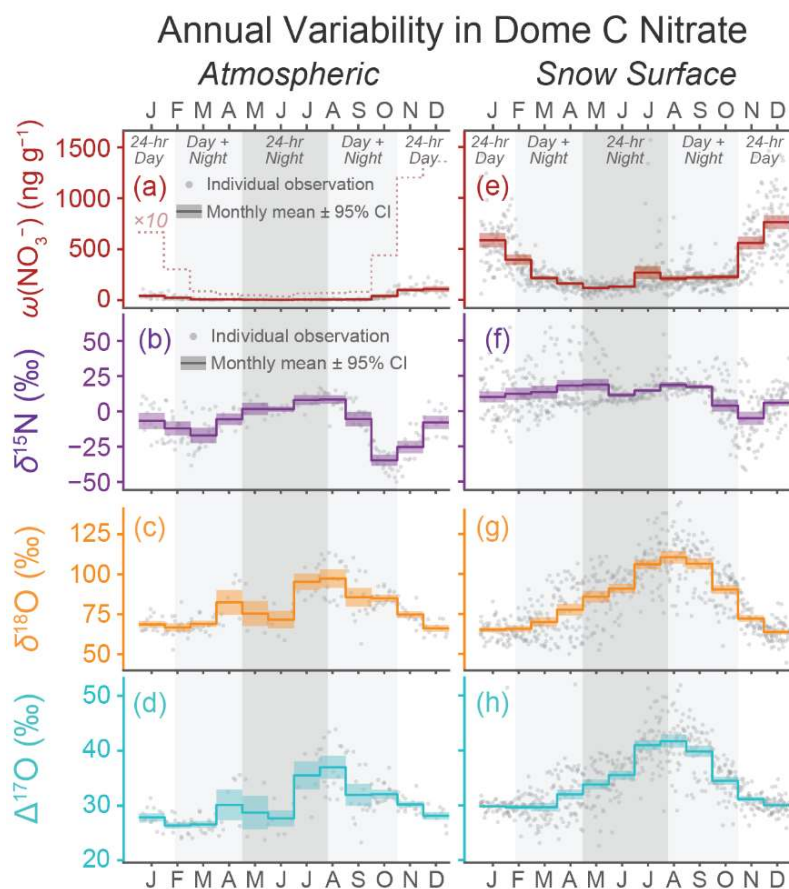 Annual Variability in Dome C Nitrate
Atmospheric
Snow Surface
J F M A M J J A S O N D
J F M A M J J A S O N D
ω(NO₃⁻) (ng g⁻¹)
1500
1000
500
0
24-hr Day
Day + Night
24-hr Night
Day + Night
24-hr Day
(a)
×10
Individual observation
Monthly mean ± 95% CI
24-hr Day
Day + Night
24-hr Night
Day + Night
24-hr Day
(e)
δ¹⁵N (‰)
50
25
0
−25
−50
(b)
Individual observation
Monthly mean ± 95% CI
(f)
δ¹⁸O (‰)
125
100
75
50
(c)
(g)
Δ¹⁷O (‰)
50
40
30
20
(d)
(h)
J F M A M J J A S O N D
J F M A M J J A S O N D